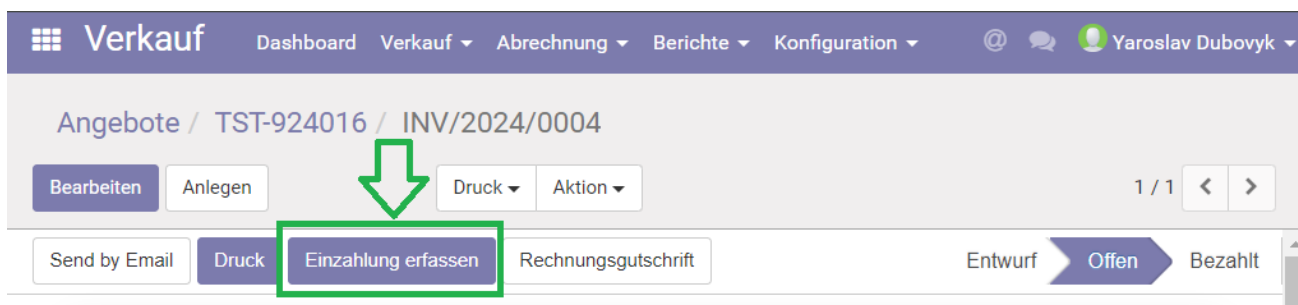 Verkauf Dashboard Verkauf Abrechnung Berichte Konfiguration @ Yaroslav Dubovyk
Angebote / TST-924016 / INV/2024/0004
Bearbeiten Anlegen Druck Aktion 1 / 1
Send by Email Druck Einzahlung erfassen Rechnungsgutschrift Entwurf Offen Bezahlt